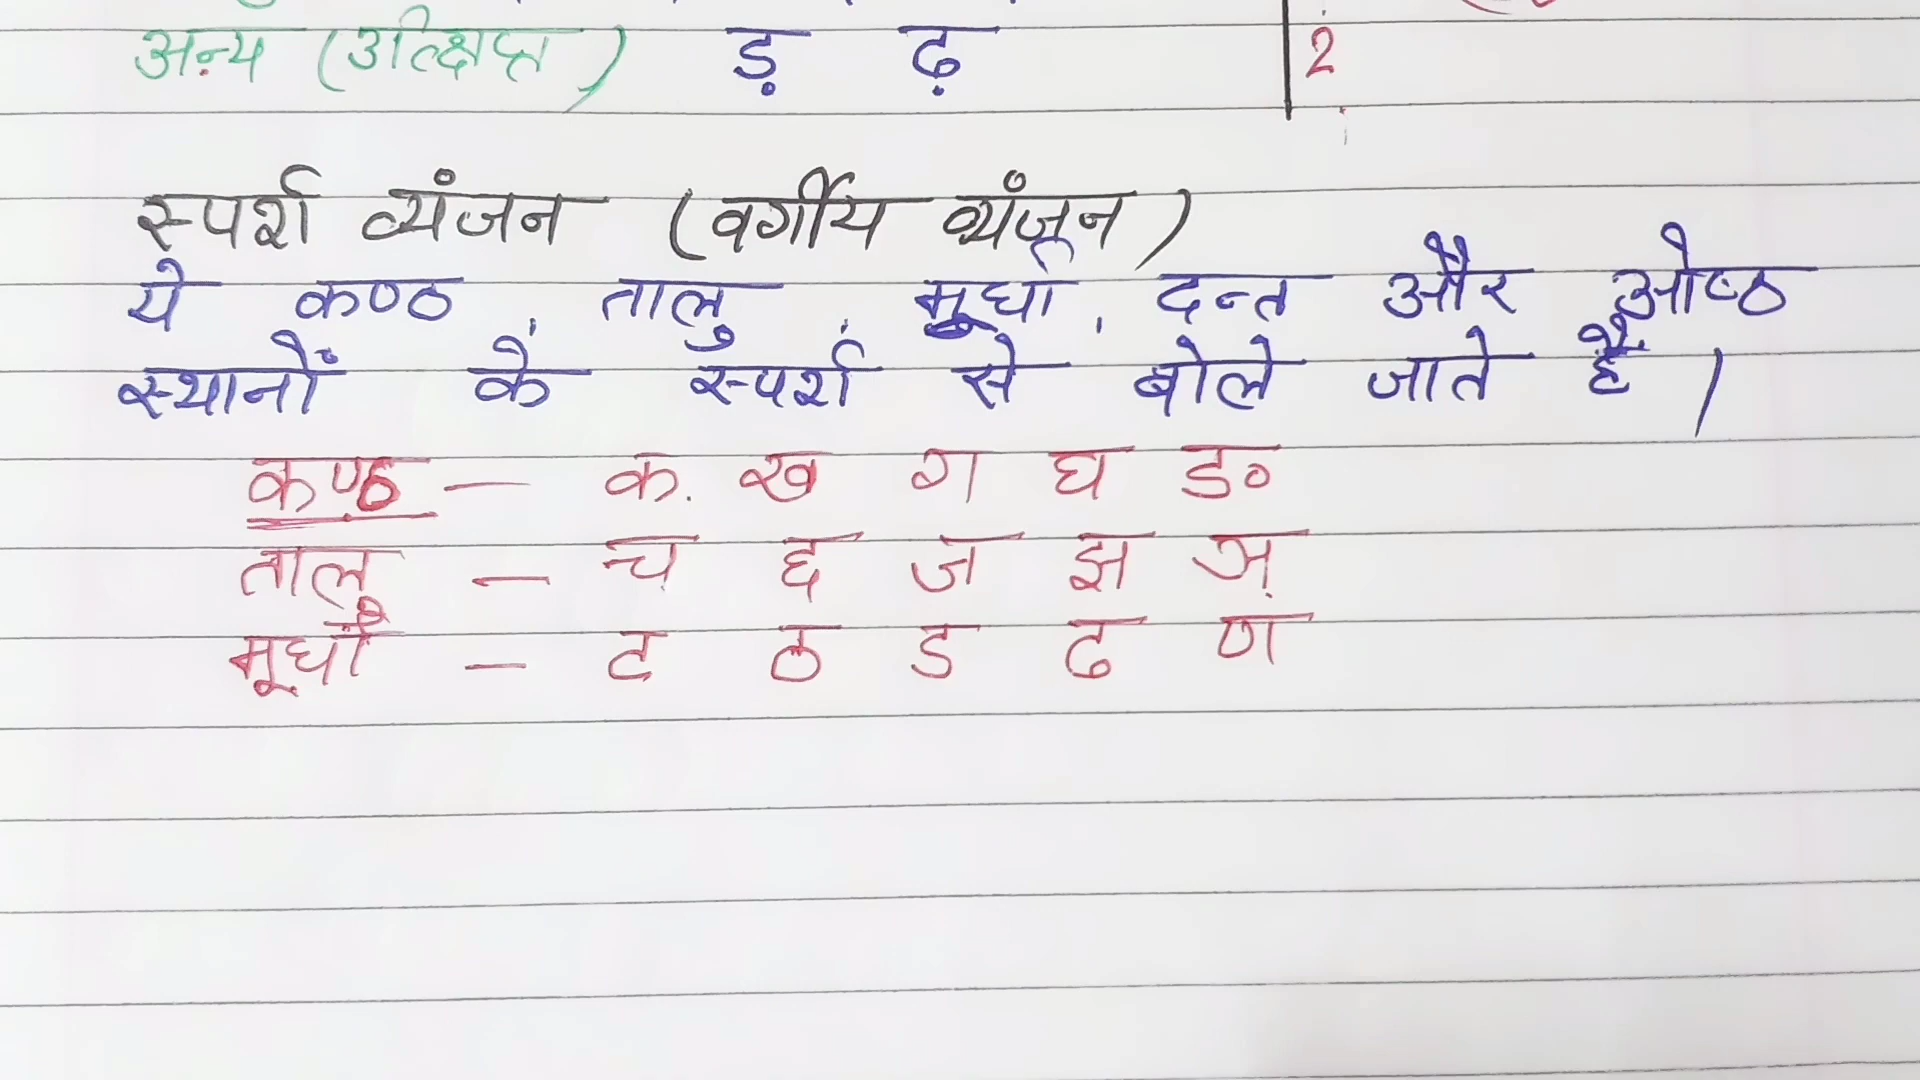 अन्य (उत्क्षिप्त) ड़ ढ़ 2
स्पर्श व्यंजन (वर्गीय व्यंजन)
ये कण्ठ, तालु, मूर्धा, दन्त और ओष्ठ
स्थानों के स्पर्श से बोले जाते हैं।
कण्ठ — क ख ग घ ङ
तालु — च छ ज झ ञ
मूर्धा — ट ठ ड ढ ण